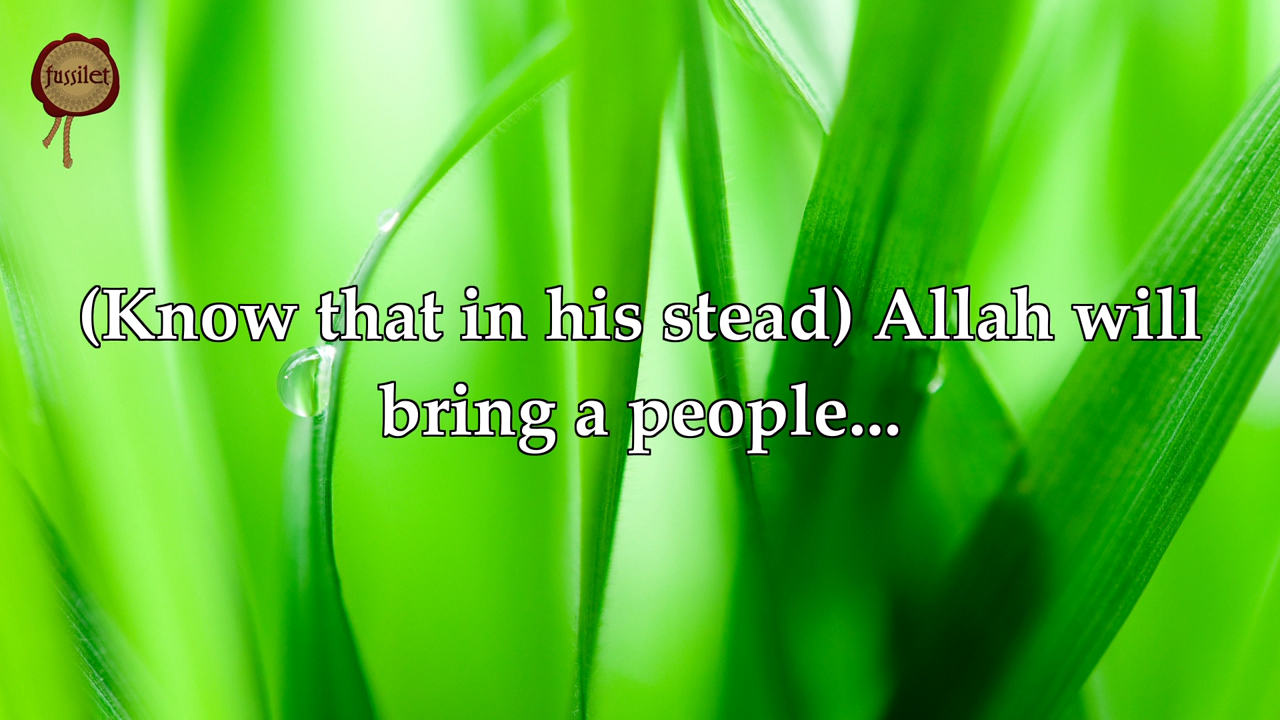 fussilet
(Know that in his stead) Allah will
bring a people...